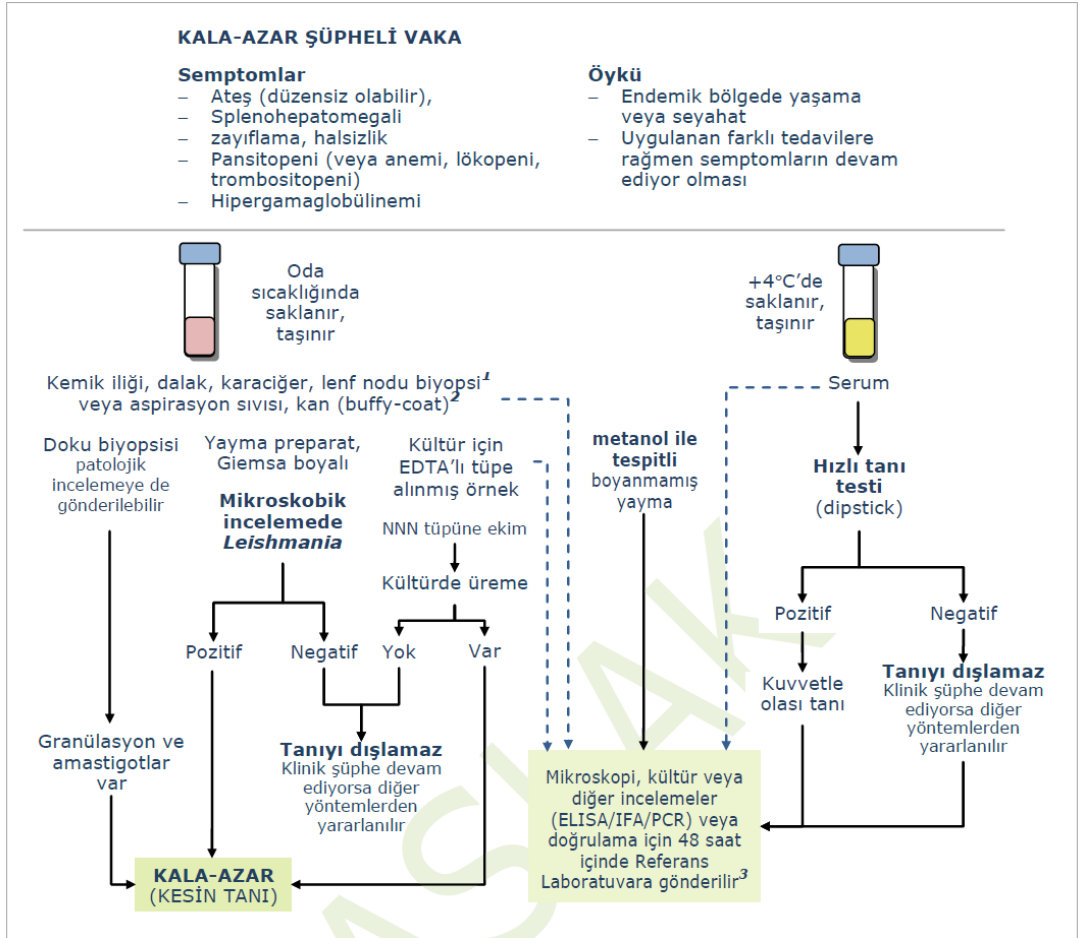 KALA-AZAR ŞÜPHELİ VAKA
Semptomlar
– Ateş (düzensiz olabilir),
– Splenohepatomegali
– zayıflama, halsizlik
– Pansitopeni (veya anemi, lökopeni,
trombositopeni)
– Hipergamaglobülinemi
Öykü
– Endemik bölgede yaşama
veya seyahat
– Uygulanan farklı tedavilere
rağmen semptomların devam
ediyor olması
Oda
sıcaklığında
saklanır,
taşınır
+4°C’de
saklanır,
taşınır
Kemik iliği, dalak, karaciğer, lenf nodu biyopsi1
veya aspirasyon sıvısı, kan (buffy-coat)2
Serum
Doku biyopsisi
patolojik
incelemeye de
gönderilebilir
Yayma preparat,
Giemsa boyalı
Mikroskobik
incelemede
Leishmania
Kültür için
EDTA’lı tüpe
alınmış örnek
NNN tüpüne ekim
Kültürde üreme
metanol ile
tespitli
boyanmamış
yayma
Hızlı tanı
testi
(dipstick)
Pozitif
Negatif
Yok
Var
Pozitif
Negatif
Granülasyon ve
amastigotlar
var
Tanıyı dışlamaz
Klinik şüphe devam
ediyorsa diğer
yöntemlerden
yararlanılır
Kuvvetle
olası tanı
Tanıyı dışlamaz
Klinik şüphe devam
ediyorsa diğer
yöntemlerden
yararlanılır
Mikroskopi, kültür veya
diğer incelemeler
(ELISA/IFA/PCR) veya
doğrulama için 48 saat
içinde Referans
Laboratuvara gönderilir3
KALA-AZAR
(KESİN TANI)